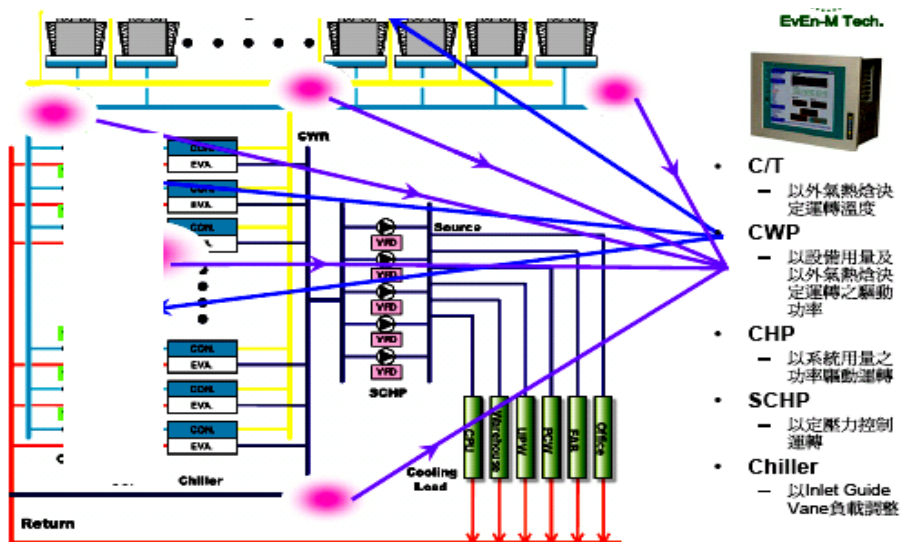 EvEn-M Tech.
CWR
CON.
EVA.
CON.
EVA.
CON.
EVA.
CON.
EVA.
CON.
EVA.
CON.
EVA.
Chiller
Source
VFD
VFD
VFD
VFD
VFD
SCHP
Cooling
Load
CPU
Warehouse
UPW
PCW
FAB
Office
Return
• C/T
– 以外氣熱焓決
定運轉溫度
• CWP
– 以設備用量及
以外氣熱焓決
定運轉之驅動
功率
• CHP
– 以系統用量之
功率驅動運轉
• SCHP
– 以定壓力控制
運轉
• Chiller
– 以Inlet Guide
Vane負載調整